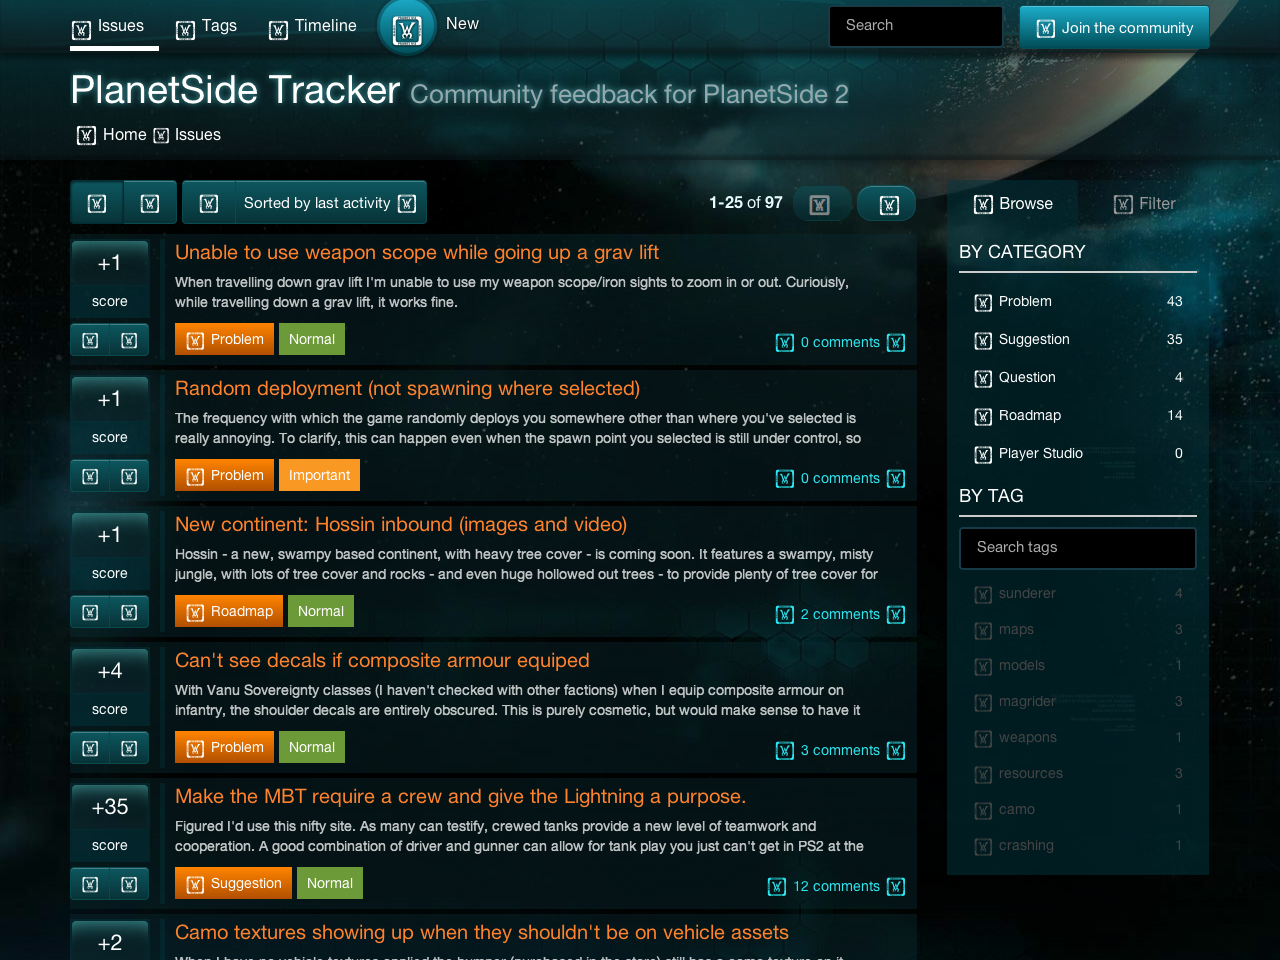 Issues Tags Timeline New Search Join the community
PlanetSide Tracker Community feedback for PlanetSide 2
Home Issues
Sorted by last activity 1-25 of 97
+1
score
Unable to use weapon scope while going up a grav lift
When travelling down grav lift I'm unable to use my weapon scope/iron sights to zoom in or out. Curiously,
while travelling down a grav lift, it works fine.
Problem Normal 0 comments
+1
score
Random deployment (not spawning where selected)
The frequency with which the game randomly deploys you somewhere other than where you've selected is
really annoying. To clarify, this can happen even when the spawn point you selected is still under control, so
Problem Important 0 comments
+1
score
New continent: Hossin inbound (images and video)
Hossin - a new, swampy based continent, with heavy tree cover - is coming soon. It features a swampy, misty
jungle, with lots of tree cover and rocks - and even huge hollowed out trees - to provide plenty of tree cover for
Roadmap Normal 2 comments
+4
score
Can't see decals if composite armour equiped
With Vanu Sovereignty classes (I haven't checked with other factions) when I equip composite armour on
infantry, the shoulder decals are entirely obscured. This is purely cosmetic, but would make sense to have it
Problem Normal 3 comments
+35
score
Make the MBT require a crew and give the Lightning a purpose.
Figured I'd use this nifty site. As many can testify, crewed tanks provide a new level of teamwork and
cooperation. A good combination of driver and gunner can allow for tank play you just can't get in PS2 at the
Suggestion Normal 12 comments
+2
Camo textures showing up when they shouldn't be on vehicle assets
Browse Filter
BY CATEGORY
Problem 43
Suggestion 35
Question 4
Roadmap 14
Player Studio 0
BY TAG
Search tags
sunderer 4
maps 3
models 1
magrider 3
weapons 1
resources 3
camo 1
crashing 1